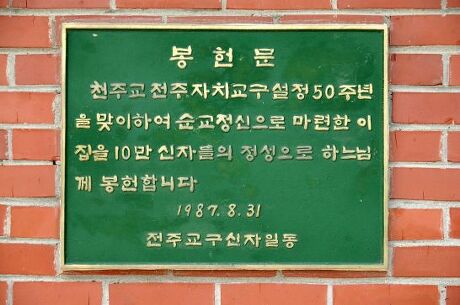 봉헌문
천주교 전주자치교구설정 50주년
을 맞이하여 순교정신으로 마련한 이
집을 10만 신자들의 정성으로 하느님
께 봉헌합니다
1987. 8. 31
전주교구신자일동